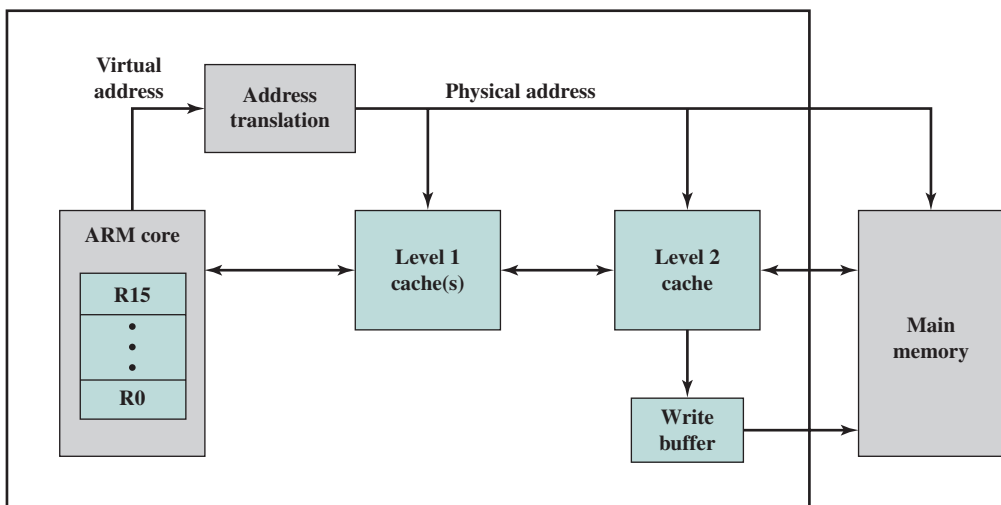 Virtual
address
Address
translation
Physical address
ARM core
R15
R0
Level 1
cache(s)
Level 2
cache
Write
buffer
Main
memory